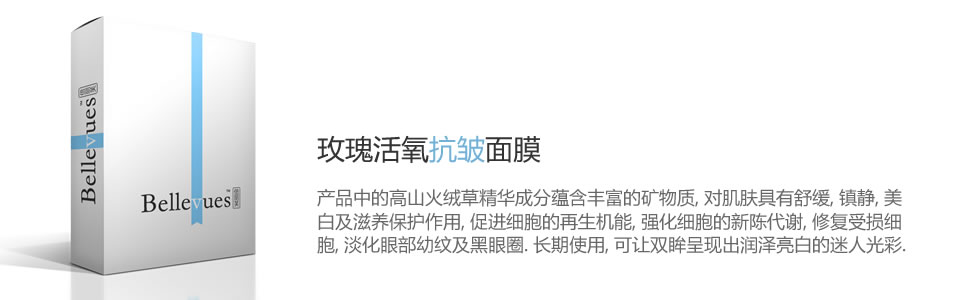 Bellevues™
Bellevues™
玫瑰活氧抗皱面膜
产品中的高山火绒草精华成分蕴含丰富的矿物质, 对肌肤具有舒缓, 镇静, 美
白及滋养保护作用, 促进细胞的再生机能, 强化细胞的新陈代谢, 修复受损细
胞, 淡化眼部幼纹及黑眼圈. 长期使用, 可让双眸呈现出润泽亮白的迷人光彩.